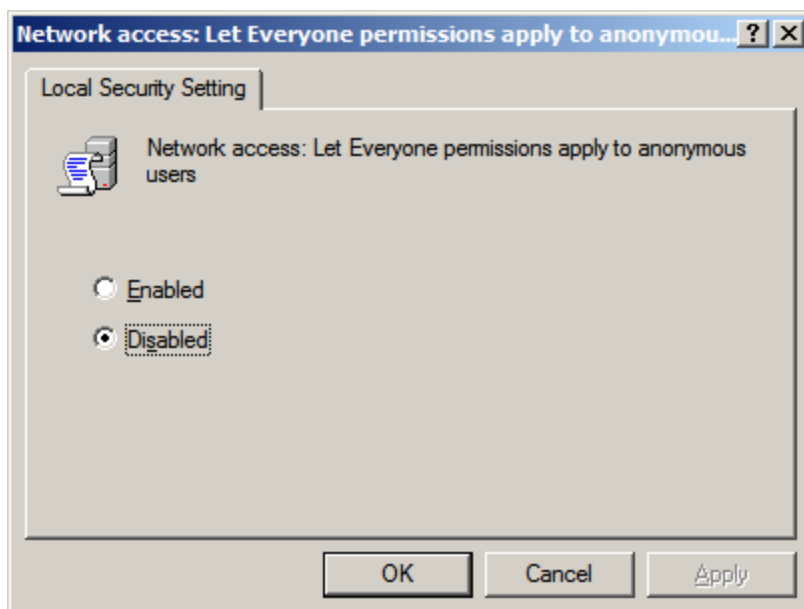 Network access: Let Everyone permissions apply to anonymou...
Local Security Setting
Network access: Let Everyone permissions apply to anonymous
users
Enabled
Disabled
OK
Cancel
Apply